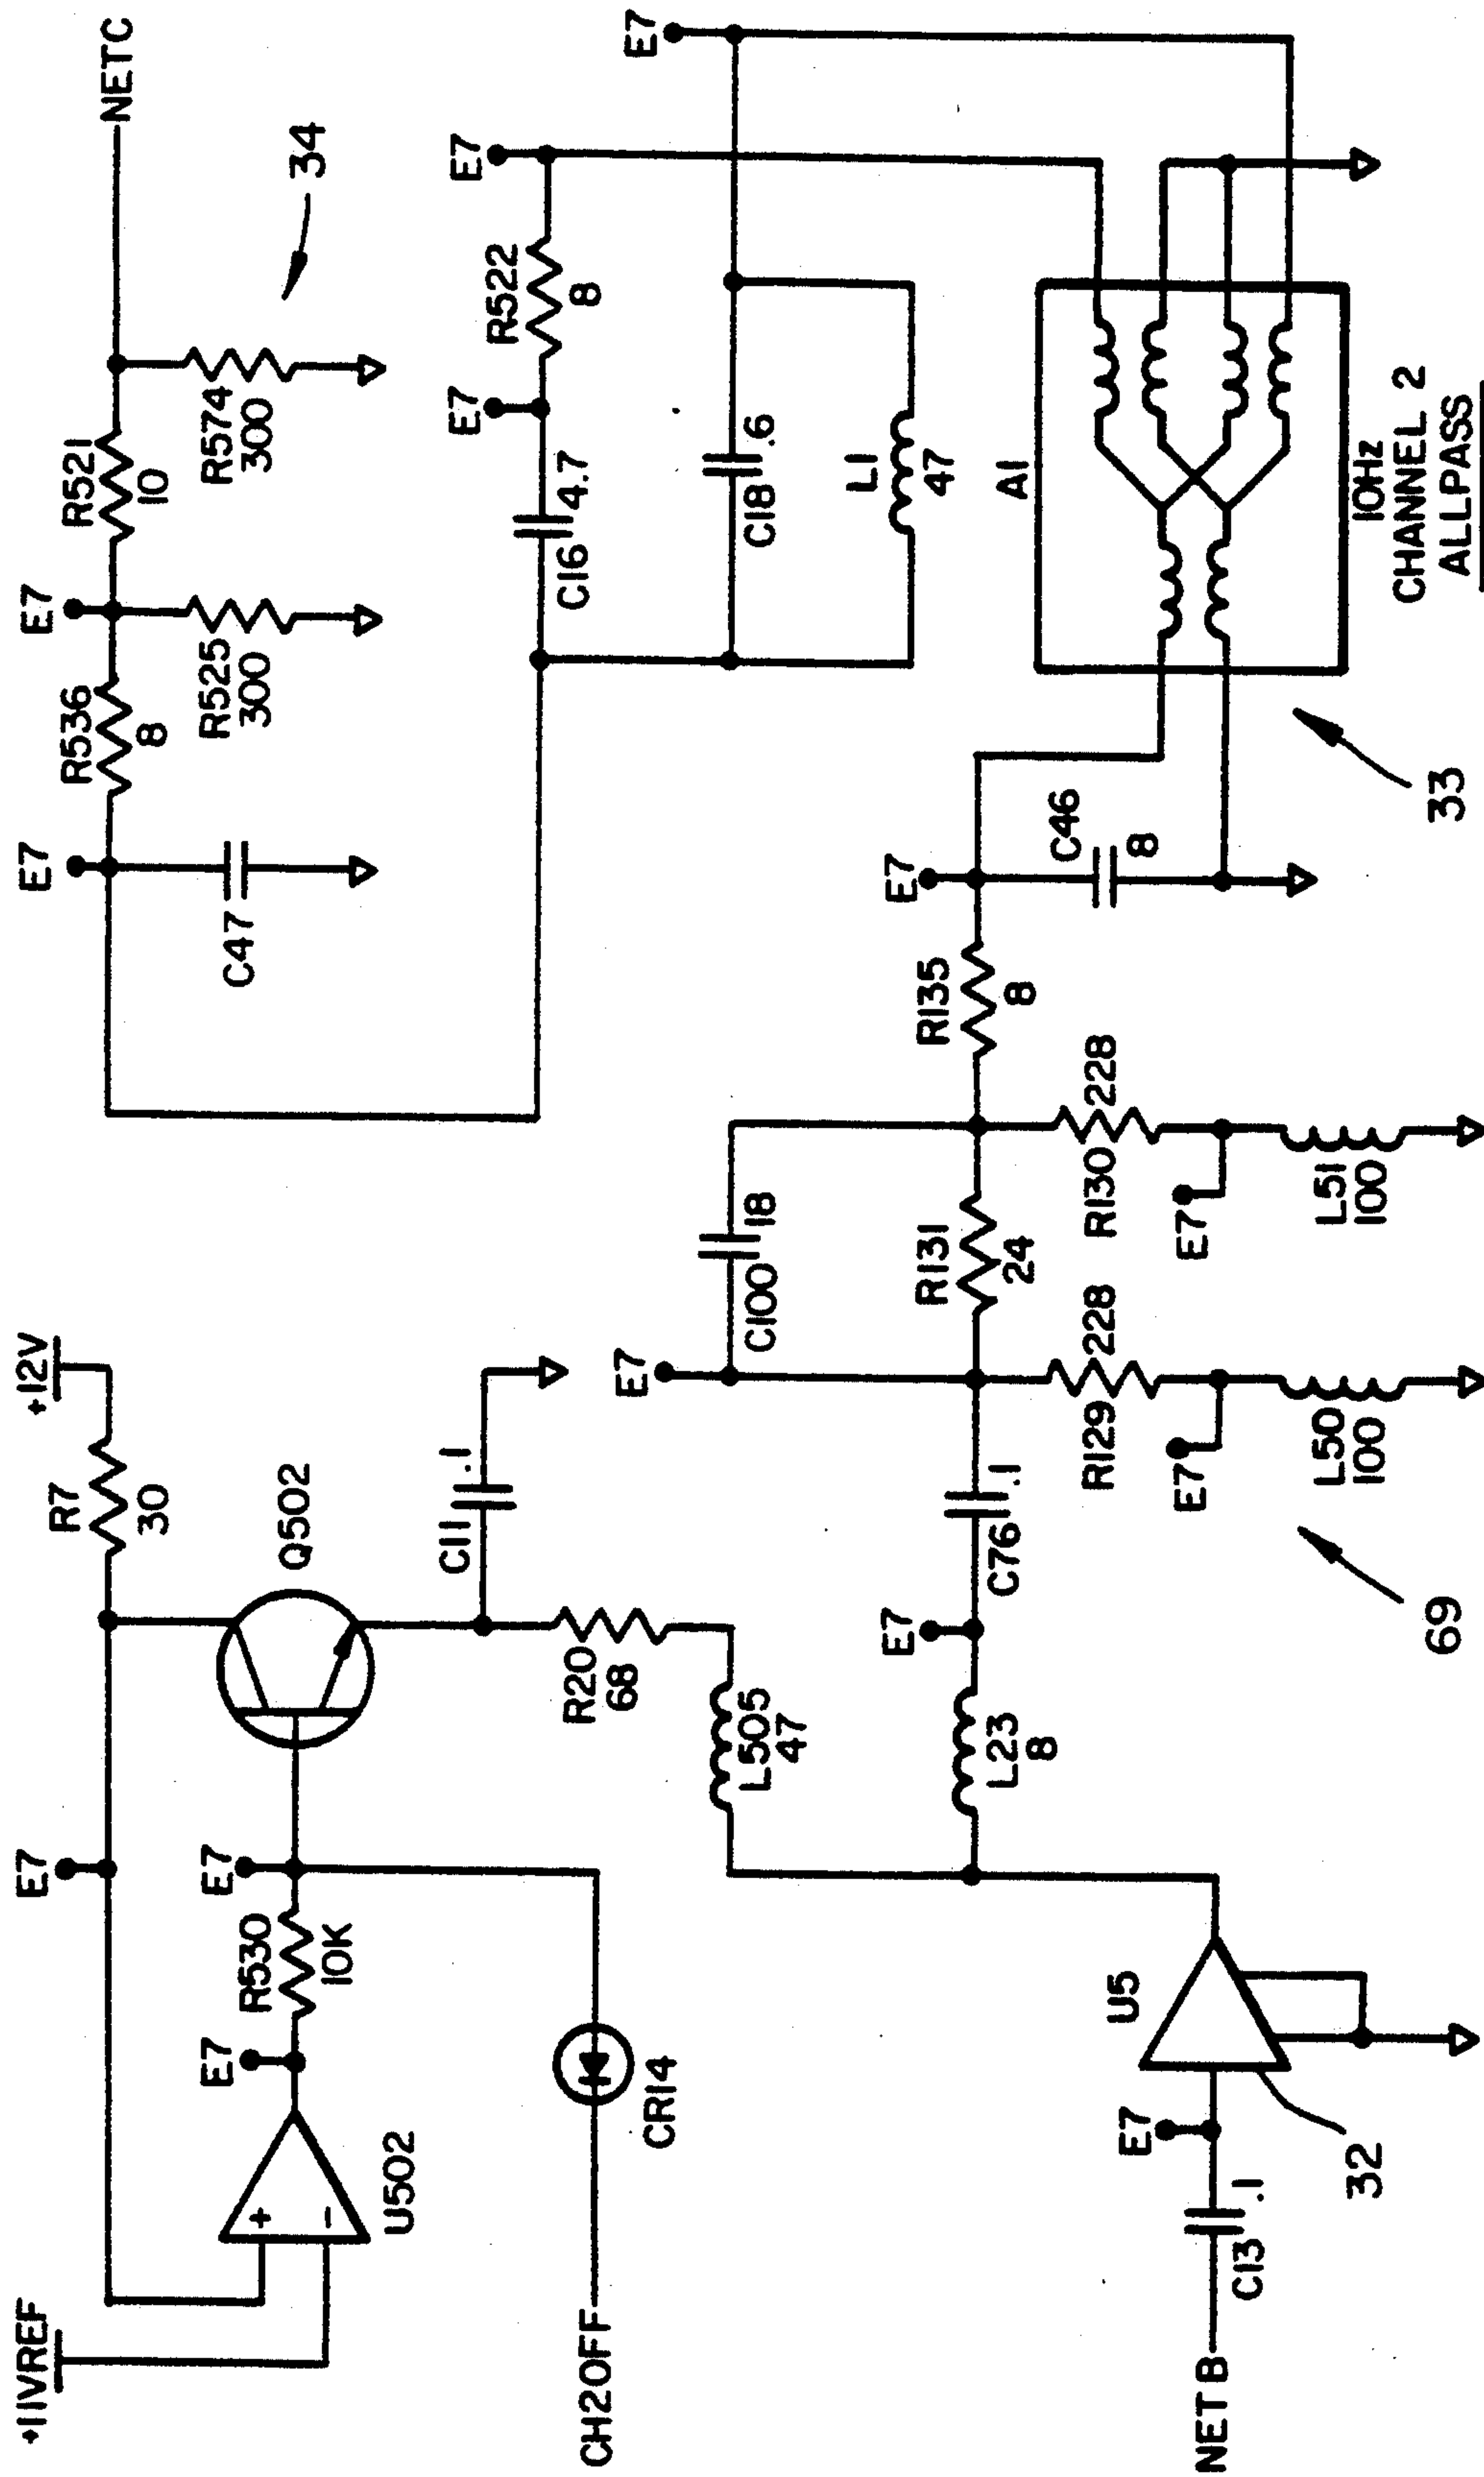 +11VREF
E7
R7
30
+12V
U502
+
-
E7
R530
10K
E7
Q502
CH2OFF
CR14
R20
68
C11 .1
L505
47
NETB
C13 .1
E7
U5
32
L23
8
E7
C76 .1
E7
C100 18
R131
24
R129 228
E7
L50
100
R130 228
E7
L51
100
69
R135
8
E7
C46
8
33
A1
10HZ
CHANNEL 2
ALLPASS
E7
C47
R536
8
E7
R525
300
R521
10
R574
300
NETC
34
C16 4.7
E7
R522
8
E7
C18 .6
L1
47
E7